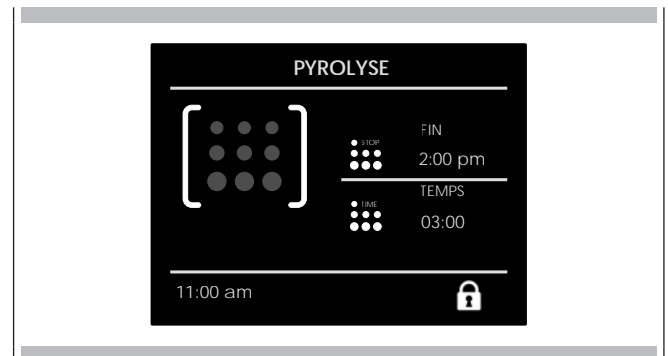 PYROLYSE
STOP
FIN
2:00 pm
TIME
TEMPS
03:00
11:00 am